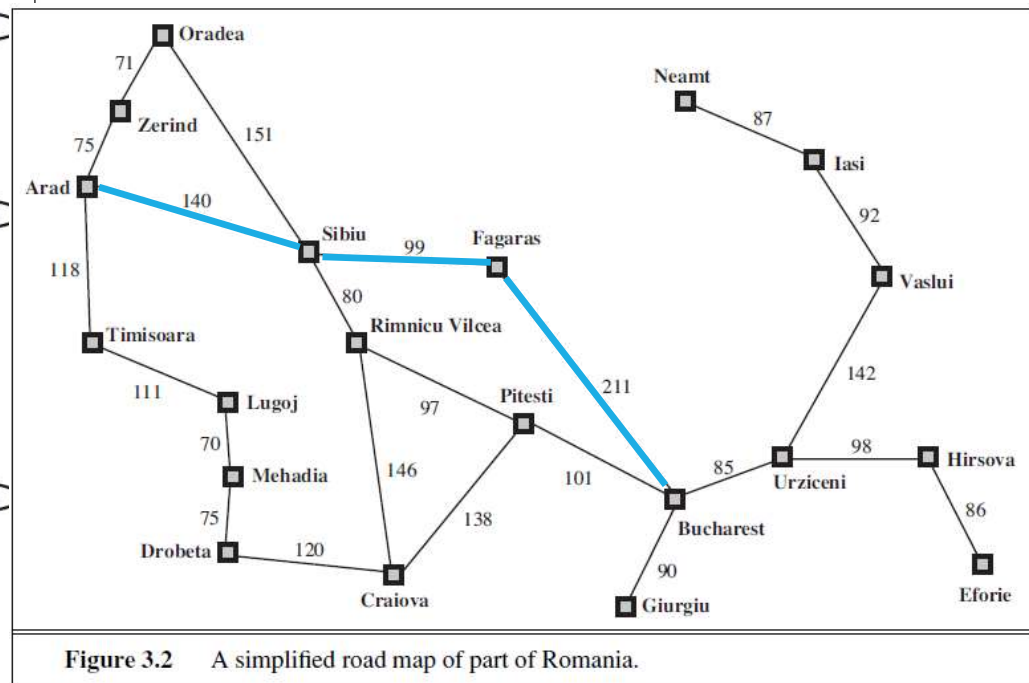 Oradea
71
Neamt
87
Zerind
151
75
Iasi
Arad
140
92
Sibiu
99
Fagaras
118
80
Vaslui
Timisoara
Rimnicu Vilcea
142
111
211
Lugoj
97
Pitesti
70
98
Hirsova
Mehadia
146
101
85
Urziceni
75
138
Bucharest
86
Drobeta
120
90
Craiova
Giurgiu
Eforie
Figure 3.2 A simplified road map of part of Romania.